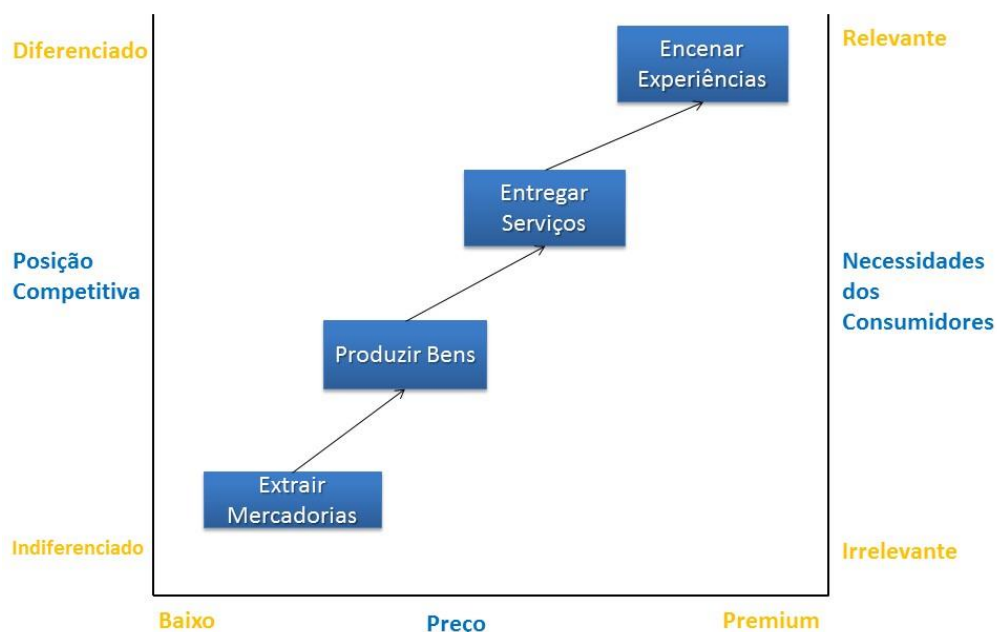 Diferenciado
Encenar
Experiências
Relevante
Entregar
Serviços
Posição
Competitiva
Necessidades
dos
Consumidores
Produzir Bens
Extrair
Mercadorias
Indiferenciado
Irrelevante
Baixo
Preço
Premium